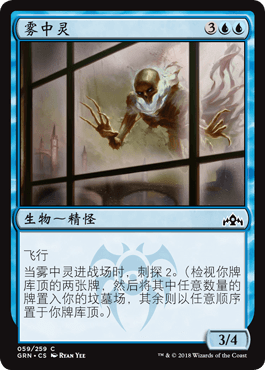 雾中灵 3
生物～精怪
飞行
当雾中灵进战场时，刺探2。（检视你牌
库顶的两张牌，然后将其中任意数量的
牌置入你的坟墓场，其余则以任意顺序
置于你牌库顶。）
3/4
059/259 C
GRN • CS RYAN YEE
™ & © 2018 Wizards of the Coast